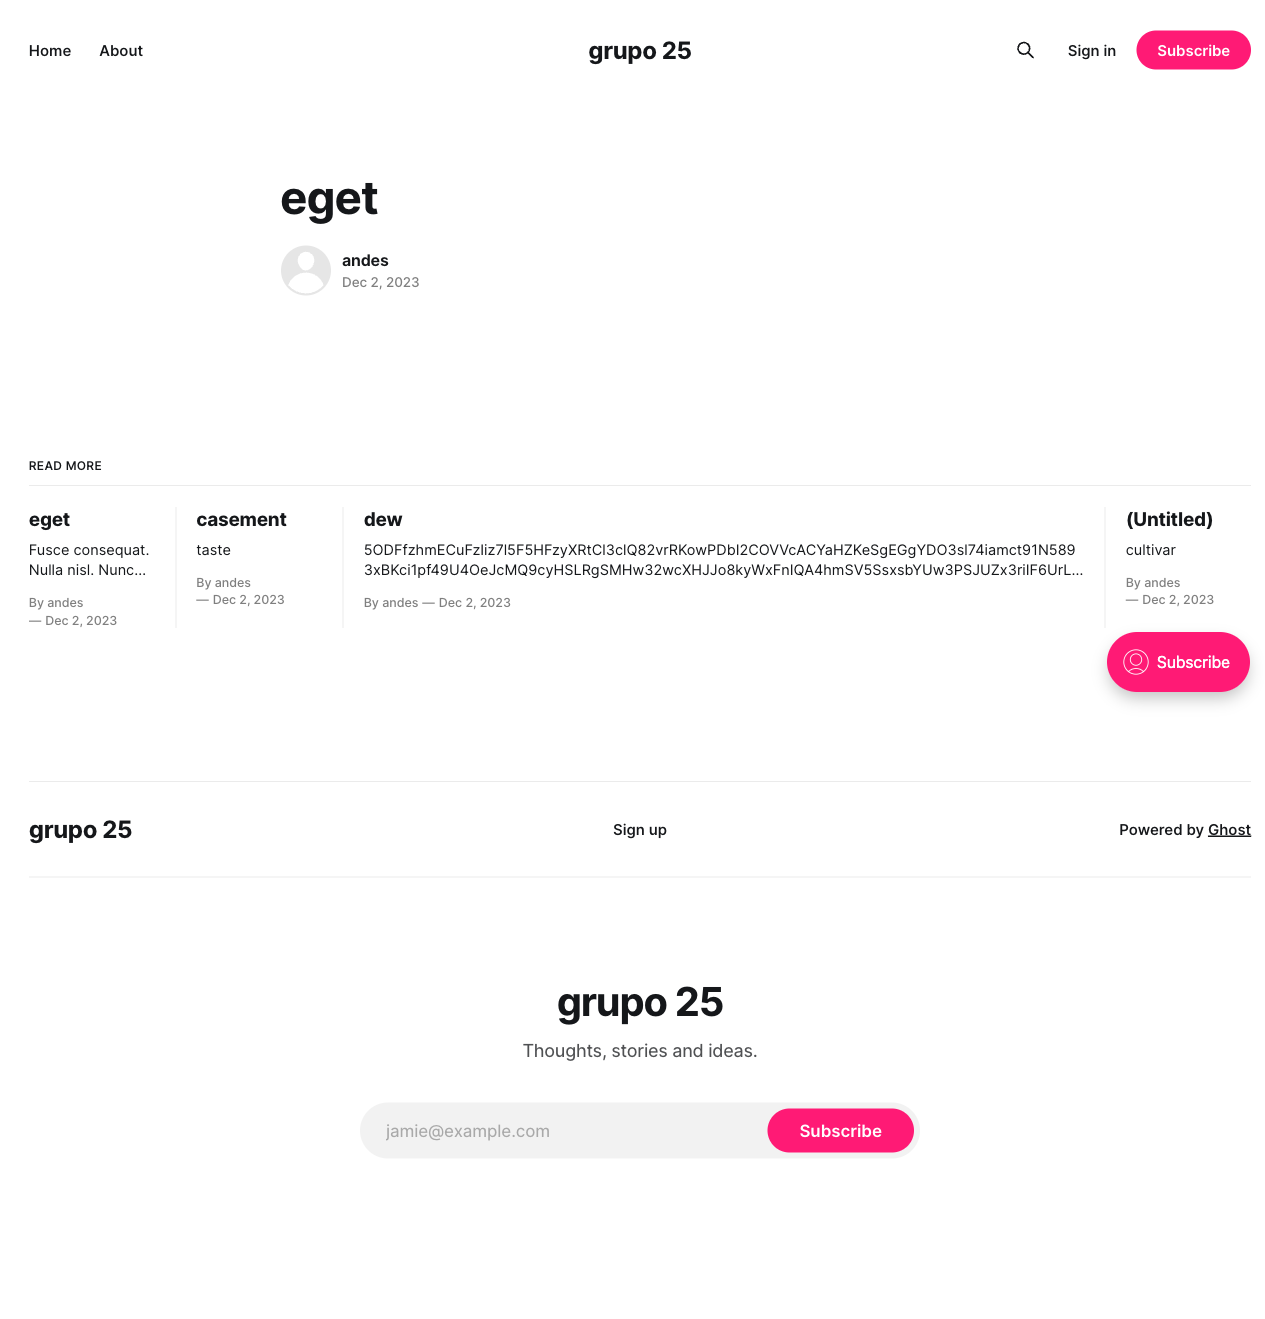 Home
About
grupo 25
Sign in
Subscribe
eget
andes
Dec 2, 2023
READ MORE
eget
Fusce consequat.
Nulla nisl. Nunc...
By andes
— Dec 2, 2023
casement
taste
By andes
— Dec 2, 2023
dew
By andes — Dec 2, 2023
(Untitled)
cultivar
By andes
— Dec 2, 2023
Subscribe
grupo 25
Sign up
Powered by Ghost
grupo 25
Thoughts, stories and ideas.
jamie@example.com
Subscribe